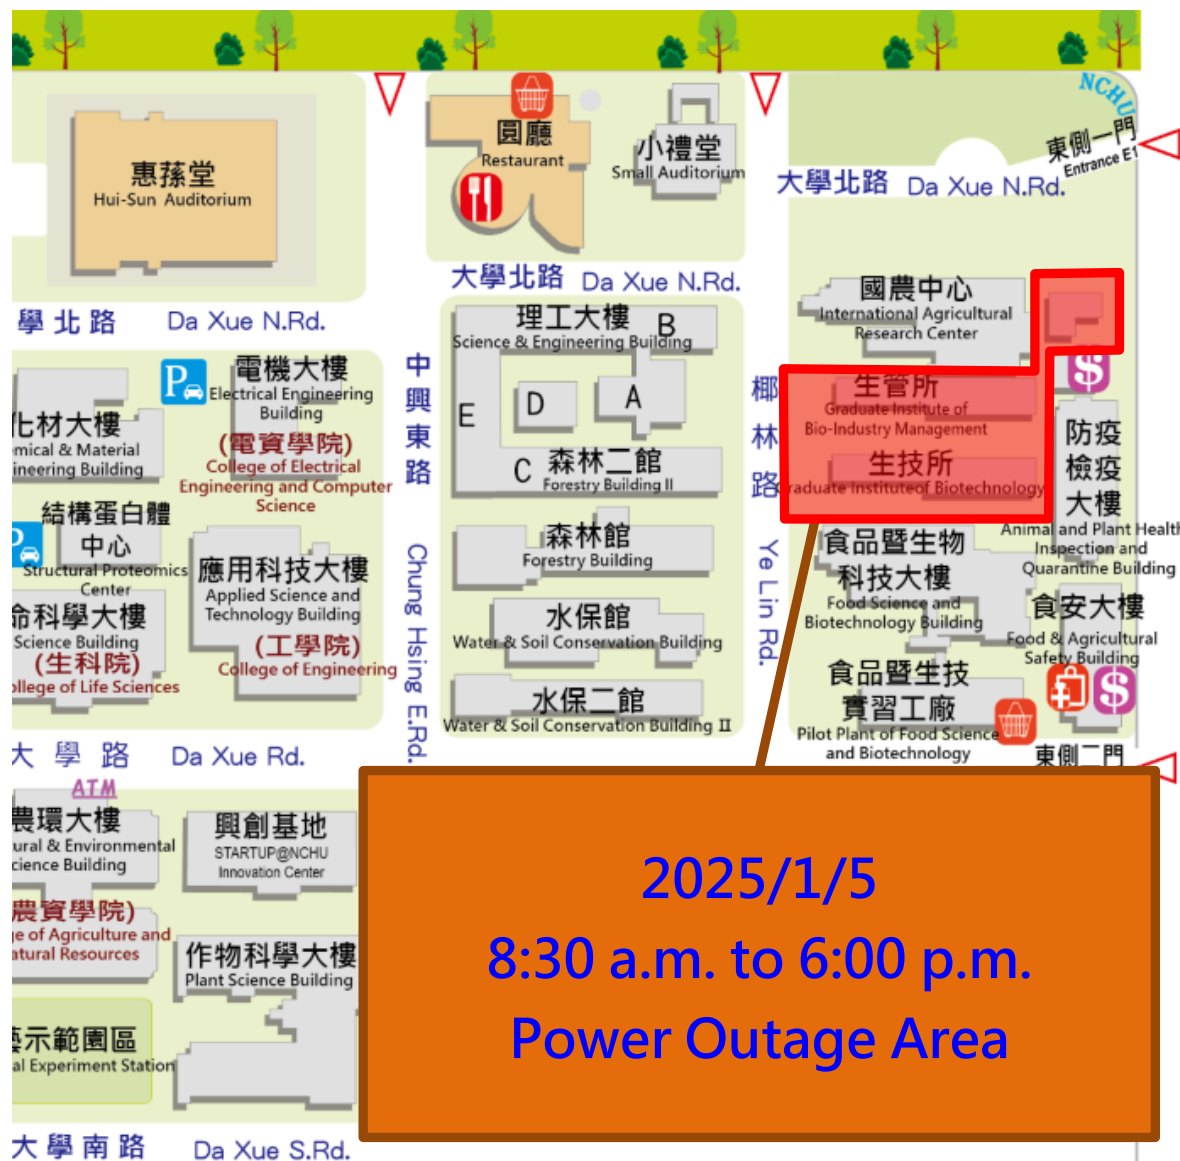 NCHU
東側一門
Entrance E1
惠蓀堂
Hui-Sun Auditorium
圓廳
Restaurant
小禮堂
Small Auditorium
大學北路 Da Xue N.Rd.
大學北路 Da Xue N.Rd.
學北路 Da Xue N.Rd.
國農中心
International Agricultural
Research Center
理工大樓
Science & Engineering Building
A
B
C
D
E
森林二館
Forestry Building II
中興東路
Chung Hsing E.Rd.
椰林路
Ye Lin Rd.
生管所
Graduate Institute of
Bio-Industry Management
生技所
Graduate Instituteof Biotechnology
$
防疫
檢疫
大樓
Animal and Plant Health
Inspection and
Quarantine Building
P
電機大樓
Electrical Engineering
Building
(電資學院)
College of Electrical
Engineering and Computer
Science
化材大樓
emical & Material
ineering Building
結構蛋白體
中心
Structural Proteomics
Center
P
應用科技大樓
Applied Science and
Technology Building
(工學院)
College of Engineering
命科學大樓
Science Building
(生科院)
ollege of Life Sciences
森林館
Forestry Building
水保館
Water & Soil Conservation Building
水保二館
Water & Soil Conservation Building II
食品暨生物
科技大樓
Food Science and
Biotechnology Building
食安大樓
Food & Agricultural
Safety Building
$
食品暨生技
實習工廠
Pilot Plant of Food Science
and Biotechnology
東側二門
大學路 Da Xue Rd.
ATM
農環大樓
ural & Environmental
cience Building
(農資學院)
ge of Agriculture and
atural Resources
興創基地
STARTUP@NCHU
Innovation Center
作物科學大樓
Plant Science Building
藝示範園區
al Experiment Station
大學南路 Da Xue S.Rd.
2025/1/5
8:30 a.m. to 6:00 p.m.
Power Outage Area